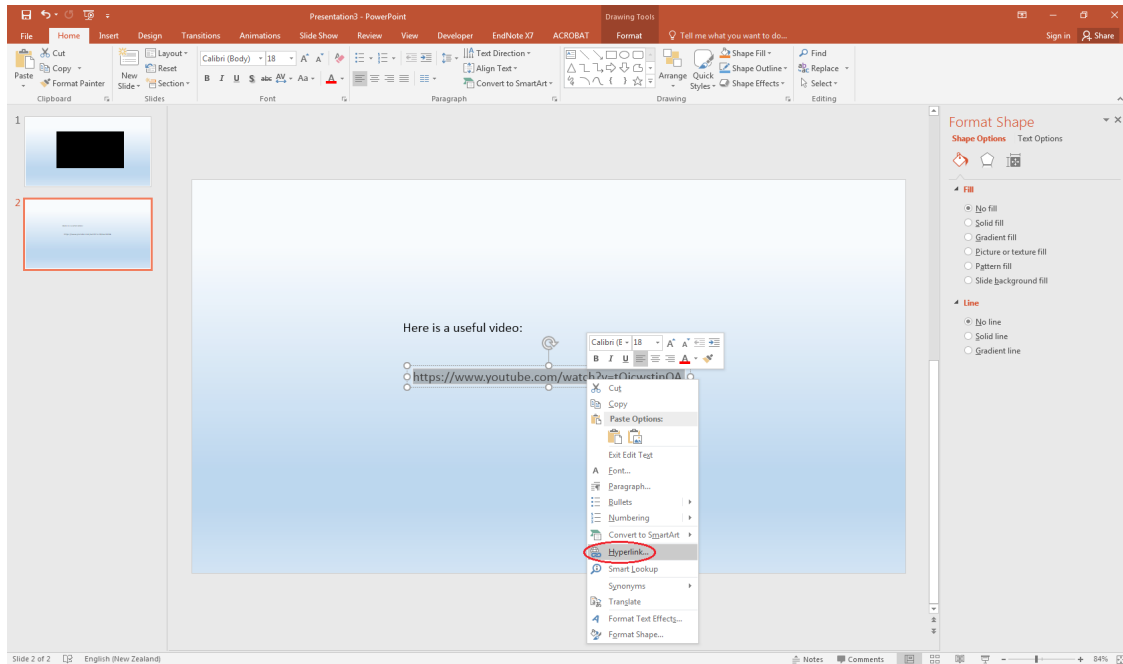 Presentation3 - PowerPoint
Drawing Tools
File Home Insert Design Transitions Animations Slide Show Review View Developer EndNote X7 ACROBAT Format Tell me what you want to do... Sign in Share
Paste
Cut
Copy
Format Painter
Clipboard
New Slide
Layout
Reset
Section
Slides
Calibri (Body) 18
B I U S abc AV Aa A
Font
Text Direction
Align Text
Convert to SmartArt
Paragraph
Arrange
Quick Styles
Shape Fill
Shape Outline
Shape Effects
Drawing
Find
Replace
Select
Editing
1
2
Here is a useful video:
https://www.youtube.com/
Calibri (E 18
B I U A
Cut
Copy
Paste Options:
Exit Edit Text
Font...
Paragraph...
Bullets
Numbering
Convert to SmartArt
Hyperlink...
Smart Lookup
Synonyms
Translate
Format Text Effects...
Format Shape...
Format Shape
Shape Options Text Options
Fill
No fill
Solid fill
Gradient fill
Picture or texture fill
Pattern fill
Slide background fill
Line
No line
Solid line
Gradient line
Slide 2 of 2 English (New Zealand) Notes Comments 84%